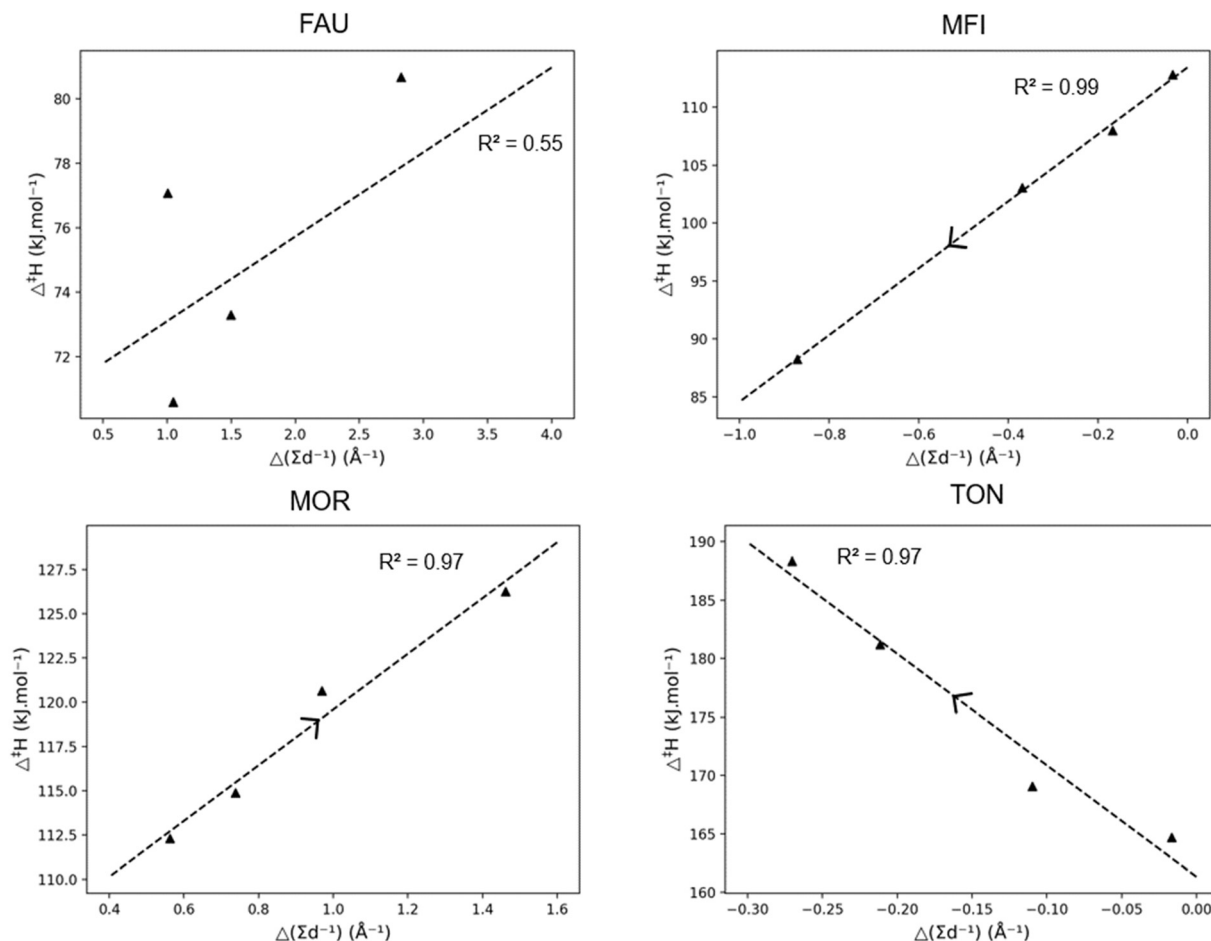 FAU
R² = 0.55
80
78
76
74
72
Δ‡H (kJ.mol⁻¹)
0.5 1.0 1.5 2.0 2.5 3.0 3.5 4.0
Δ(Σd⁻¹) (Å⁻¹)
MFI
R² = 0.99
110
105
100
95
90
85
Δ‡H (kJ.mol⁻¹)
−1.0 −0.8 −0.6 −0.4 −0.2 0.0
Δ(Σd⁻¹) (Å⁻¹)
MOR
R² = 0.97
127.5
125.0
122.5
120.0
117.5
115.0
112.5
110.0
Δ‡H (kJ.mol⁻¹)
0.4 0.6 0.8 1.0 1.2 1.4 1.6
Δ(Σd⁻¹) (Å⁻¹)
TON
R² = 0.97
190
185
180
175
170
165
160
Δ‡H (kJ.mol⁻¹)
−0.30 −0.25 −0.20 −0.15 −0.10 −0.05 0.00
Δ(Σd⁻¹) (Å⁻¹)